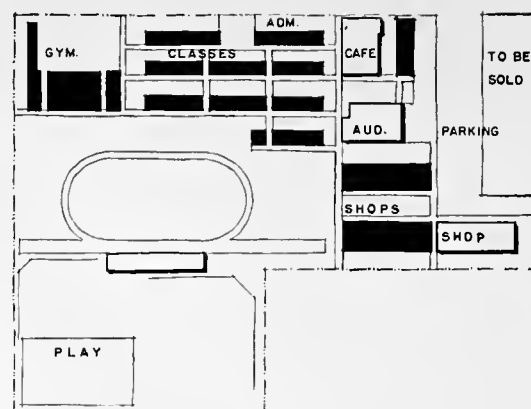 ADM.
GYM.
CLASSES
CAFE
TO BE
SOLD
AUD.
PARKING
SHOPS
SHOP
PLAY